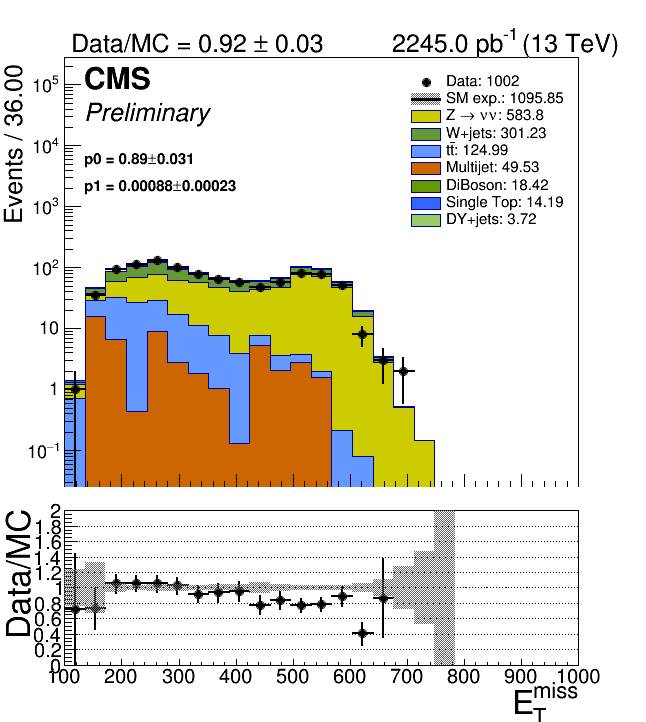 Data/MC = 0.92 ± 0.03 2245.0 pb⁻¹ (13 TeV)
CMS
Preliminary
p0 = 0.89±0.031
p1 = 0.00088±0.00023
Data: 1002
SM exp.: 1095.85
Z → νν: 583.8
W+jets: 301.23
tt̄: 124.99
Multijet: 49.53
DiBoson: 18.42
Single Top: 14.19
DY+jets: 3.72
Events / 36.00
10⁵
10⁴
10³
10²
10
1
10⁻¹
Data/MC
2
1.8
1.6
1.4
1.2
1
0.8
0.6
0.4
0.2
0
100 200 300 400 500 600 700 800 900 1000
E_T^miss